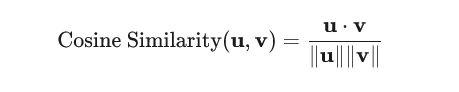 Cosine Similarity(u, v) = u · v / ‖u‖‖v‖